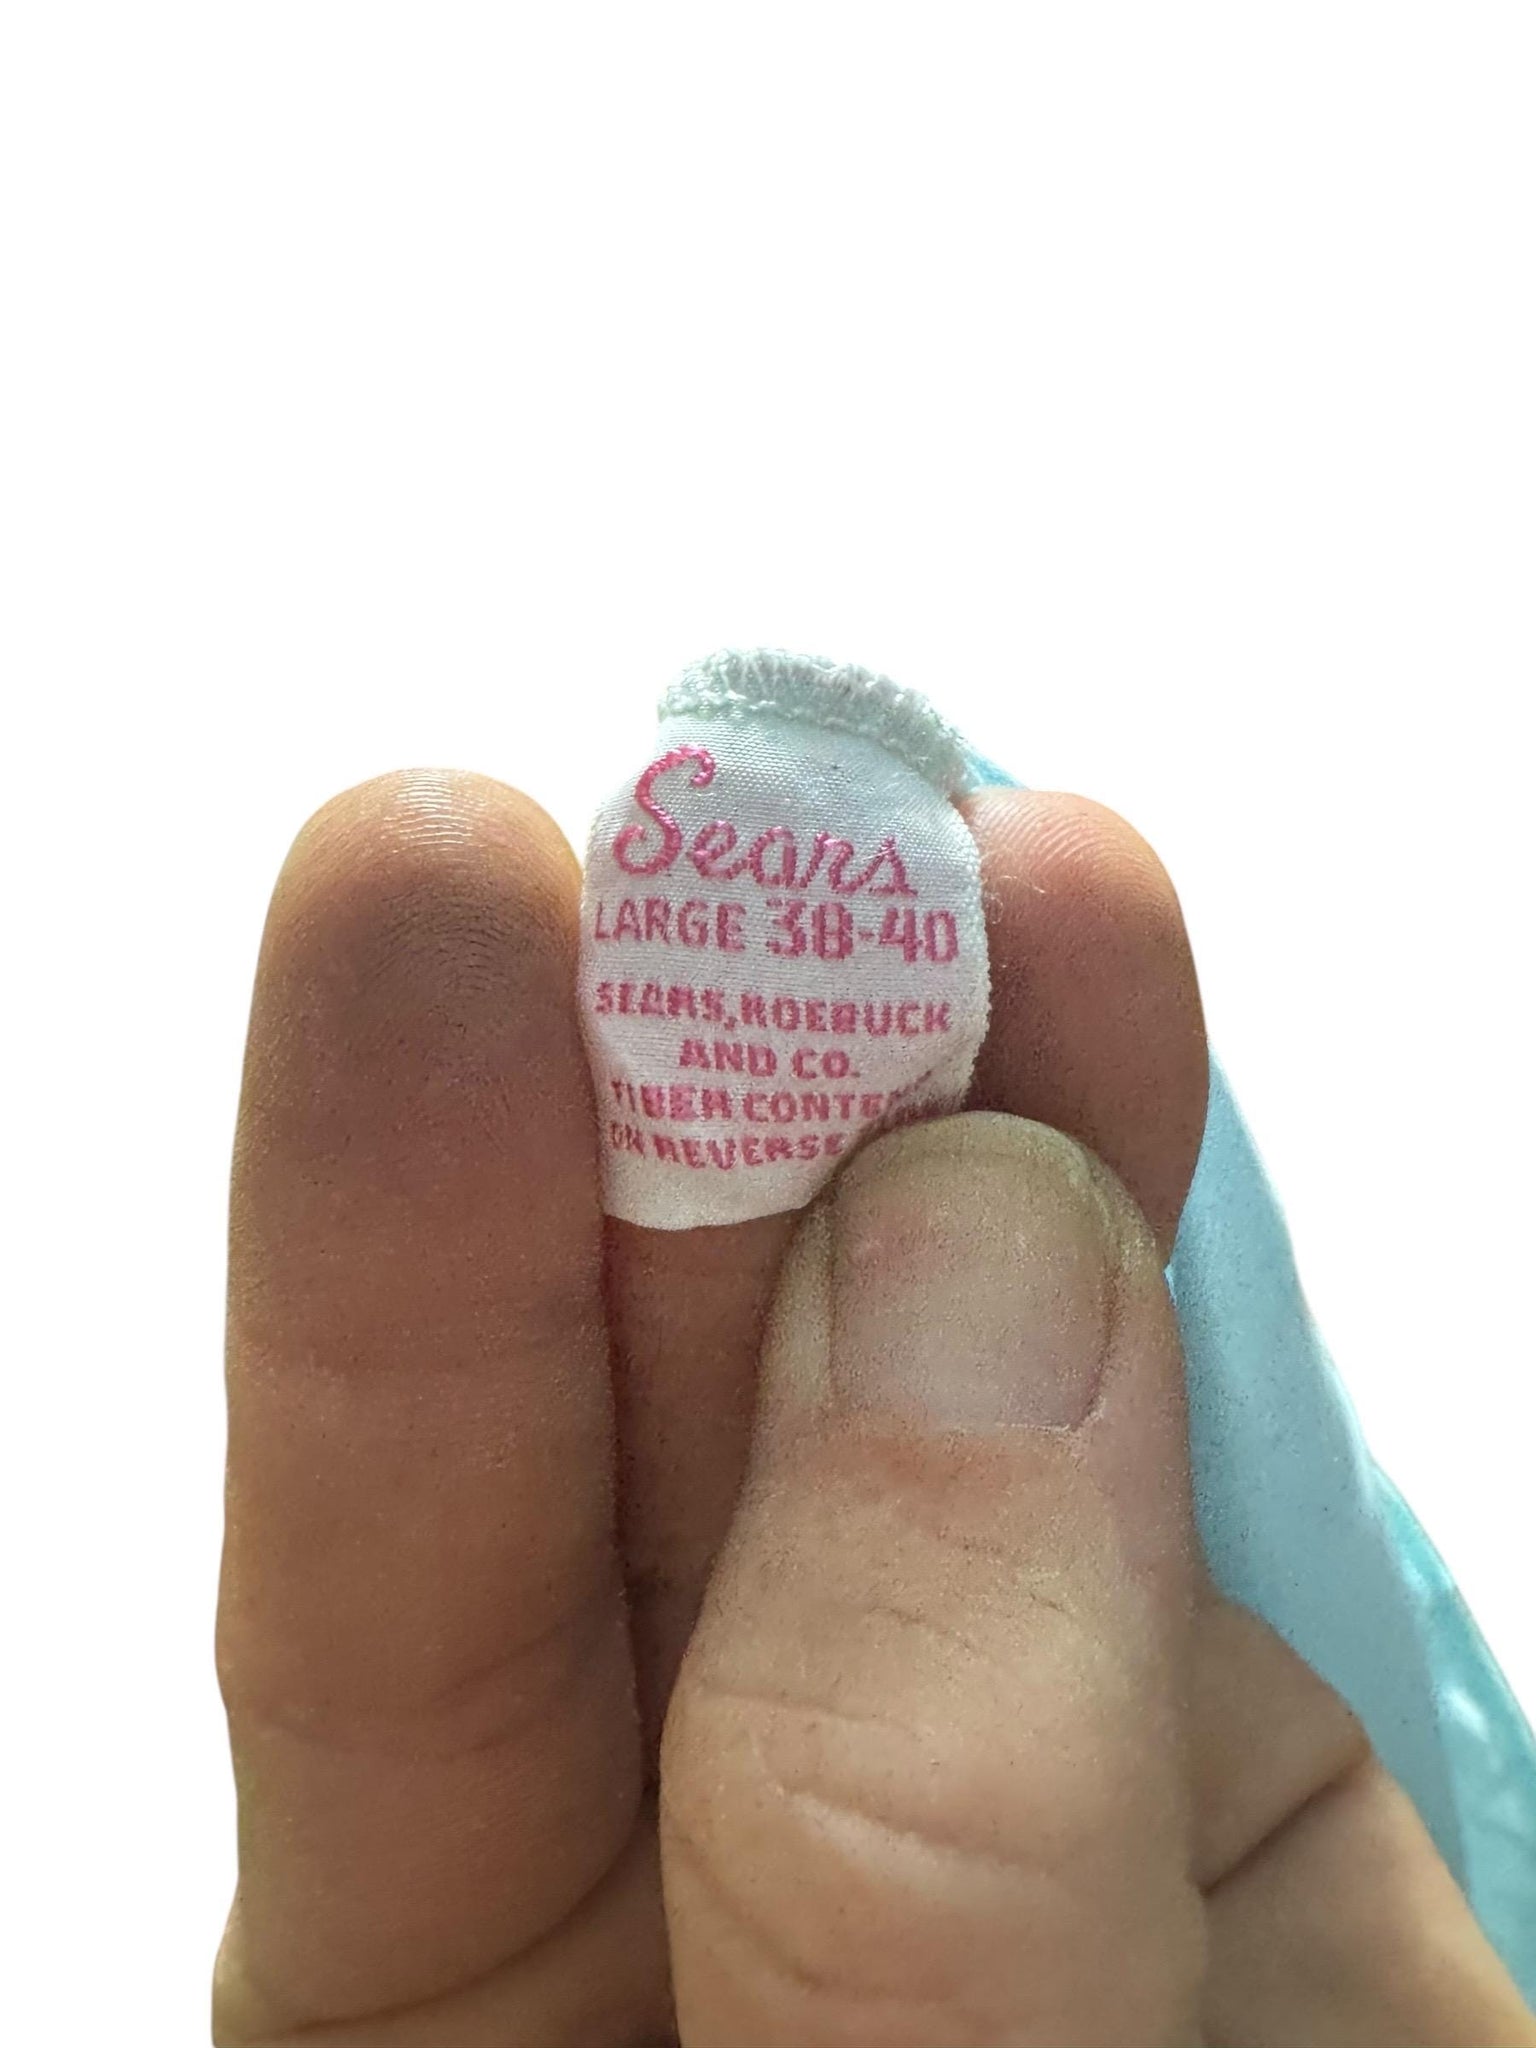 Sears
LARGE 38-40
SEARS, ROEBUCK
AND CO.
FIBER
ON REVERSE